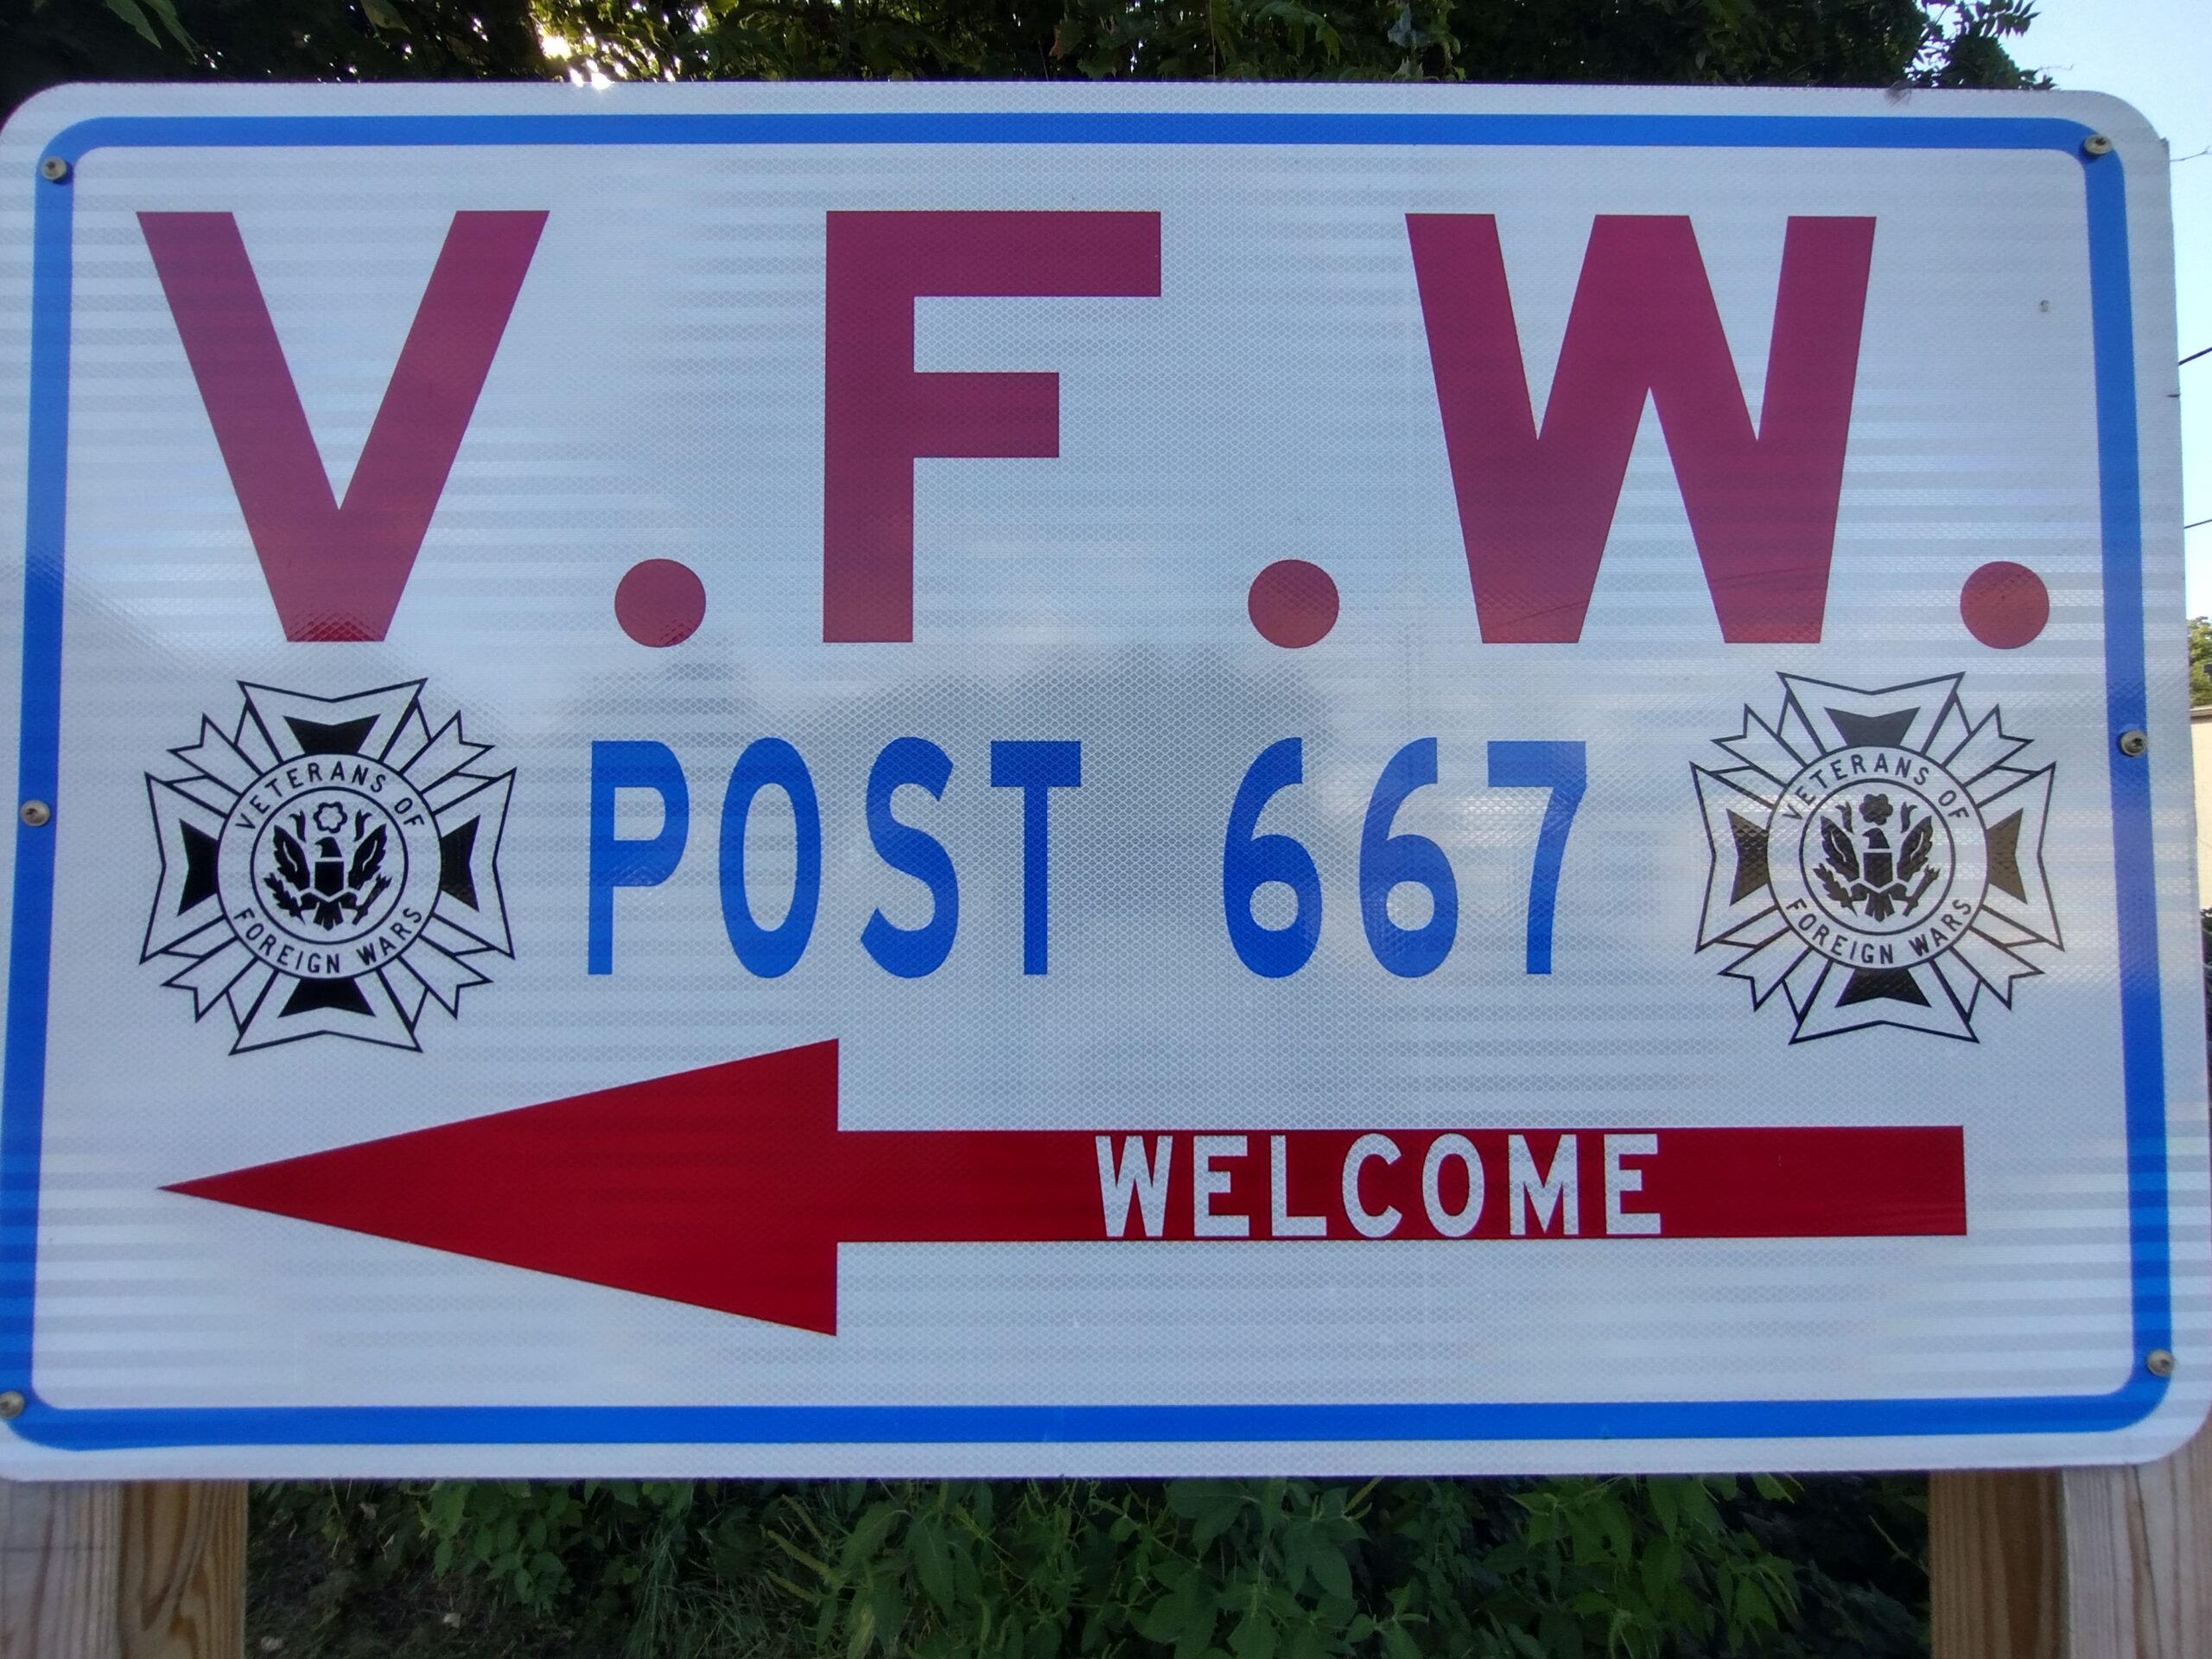 V.F.W.
VETERANS OF
FOREIGN WARS
POST 667
VETERANS OF
FOREIGN WARS
WELCOME